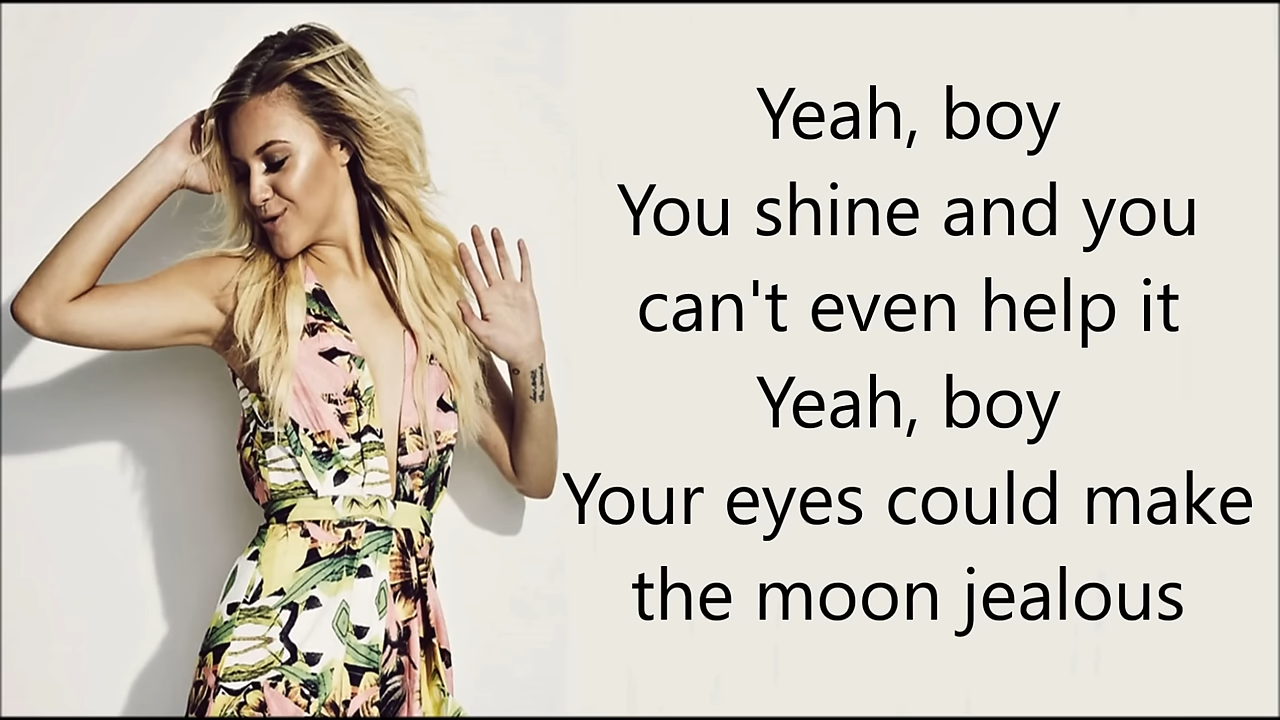 Yeah, boy
You shine and you
can't even help it
Yeah, boy
Your eyes could make
the moon jealous